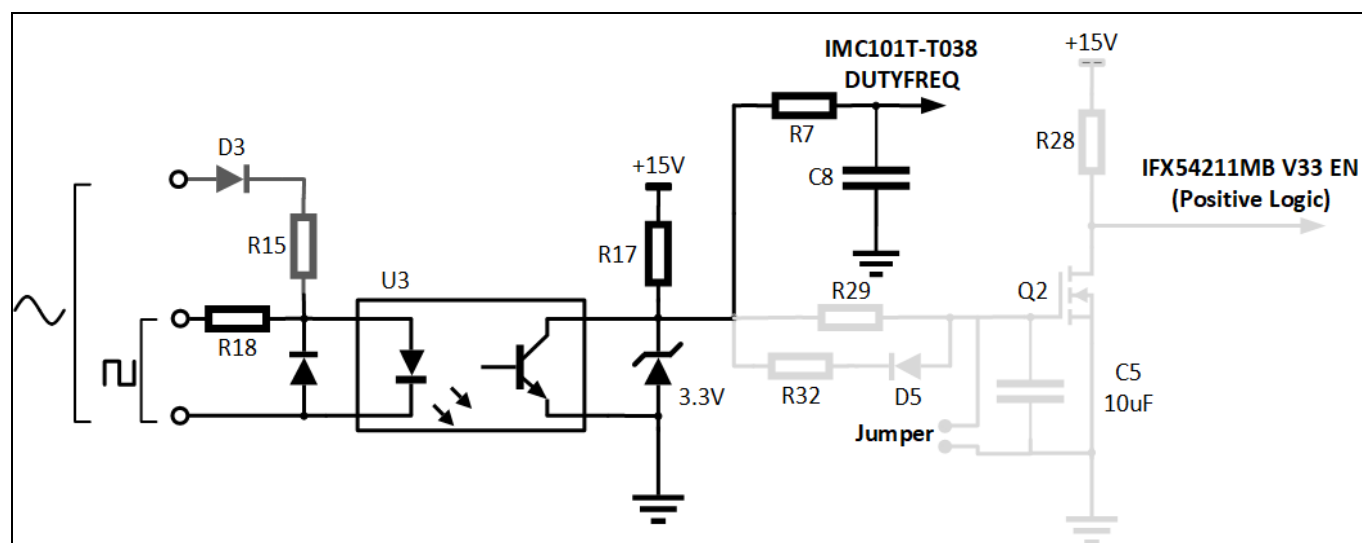 IMC101T-T038
DUTYFREQ
+15V
R7
D3
R28
IFX54211MB V33 EN
(Positive Logic)
+15V
C8
R15
R17
U3
Q2
R29
R18
3.3V
R32
D5
C5
10uF
Jumper